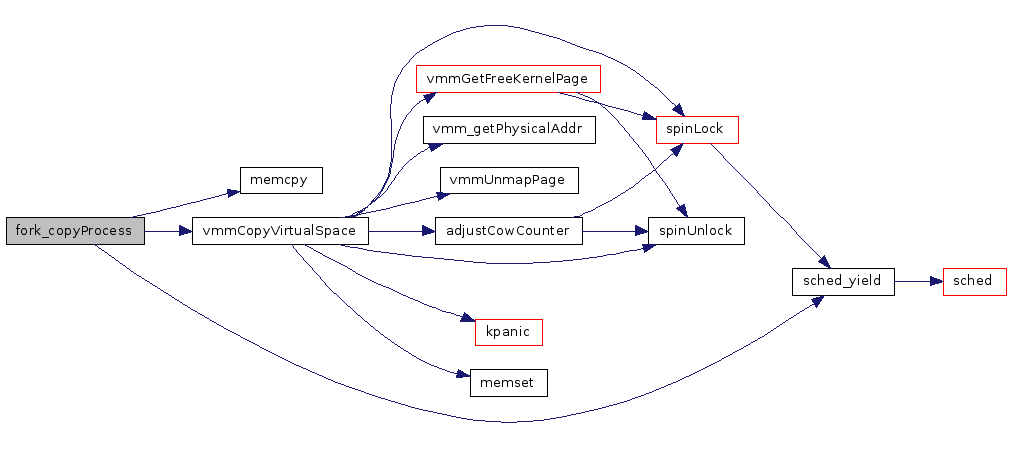 vmmGetFreeKernelPage
vmm_getPhysicalAddr
spinLock
memcpy
vmmUnmapPage
fork_copyProcess
vmmCopyVirtualSpace
adjustCowCounter
spinUnlock
sched_yield
sched
kpanic
memset